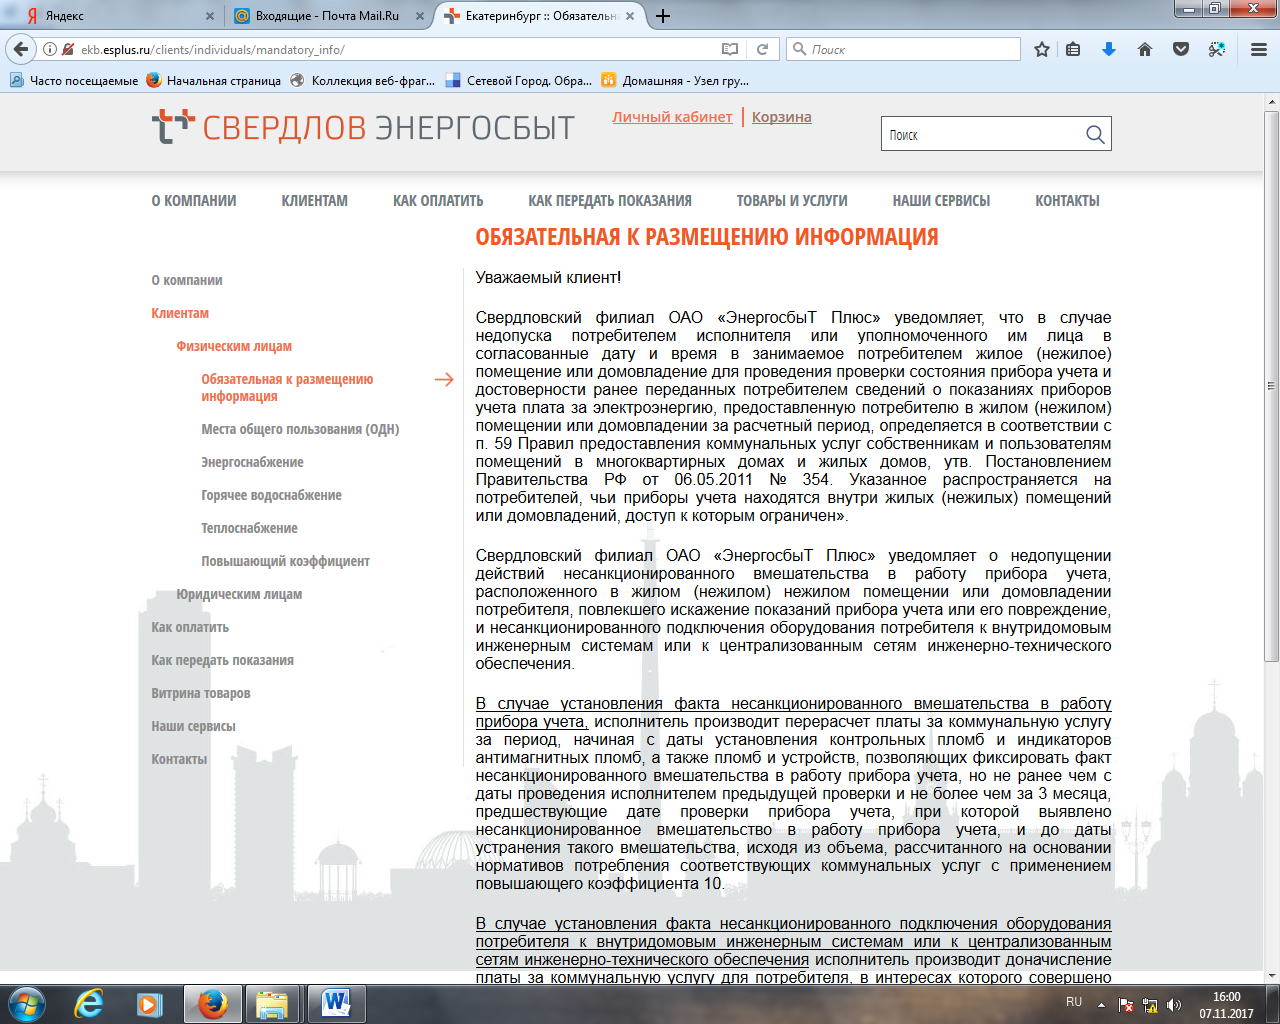 Яндекс
Входящие - Почта Mail.Ru
Екатеринбург :: Обязательн
ekb.esplus.ru/clients/individuals/mandatory_info/
Поиск
Часто посещаемые
Начальная страница
Коллекция веб-фраг...
Сетевой Город. Обра...
Домашняя - Узел гру...
СВЕРДЛОВ ЭНЕРГОСБЫТ
Личный кабинет
Корзина
Поиск
О КОМПАНИИ
КЛИЕНТАМ
КАК ОПЛАТИТЬ
КАК ПЕРЕДАТЬ ПОКАЗАНИЯ
ТОВАРЫ И УСЛУГИ
НАШИ СЕРВИСЫ
КОНТАКТЫ
О компании
Клиентам
Физическим лицам
Обязательная к размещению
информация
Места общего пользования (ОДН)
Энергоснабжение
Горячее водоснабжение
Теплоснабжение
Повышающий коэффициент
Юридическим лицам
Как оплатить
Как передать показания
Витрина товаров
Наши сервисы
Контакты
ОБЯЗАТЕЛЬНАЯ К РАЗМЕЩЕНИЮ ИНФОРМАЦИЯ
Уважаемый клиент!
Свердловский филиал ОАО «ЭнергосбыТ Плюс» уведомляет, что в случае
недопуска потребителем исполнителя или уполномоченного им лица в
согласованные дату и время в занимаемое потребителем жилое (нежилое)
помещение или домовладение для проведения проверки состояния прибора учета и
достоверности ранее переданных потребителем сведений о показаниях приборов
учета плата за электроэнергию, предоставленную потребителю в жилом (нежилом)
помещении или домовладении за расчетный период, определяется в соответствии с
п. 59 Правил предоставления коммунальных услуг собственникам и пользователям
помещений в многоквартирных домах и жилых домов, утв. Постановлением
Правительства РФ от 06.05.2011 № 354. Указанное распространяется на
потребителей, чьи приборы учета находятся внутри жилых (нежилых) помещений
или домовладений, доступ к которым ограничен».
Свердловский филиал ОАО «ЭнергосбыТ Плюс» уведомляет о недопущении
действий несанкционированного вмешательства в работу прибора учета,
расположенного в жилом (нежилом) нежилом помещении или домовладении
потребителя, повлекшего искажение показаний прибора учета или его повреждение,
и несанкционированного подключения оборудования потребителя к внутридомовым
инженерным системам или к централизованным сетям инженерно-технического
обеспечения.
В случае установления факта несанкционированного вмешательства в работу
прибора учета, исполнитель производит перерасчет платы за коммунальную услугу
за период, начиная с даты установления контрольных пломб и индикаторов
антимагнитных пломб, а также пломб и устройств, позволяющих фиксировать факт
несанкционированного вмешательства в работу прибора учета, но не ранее чем с
даты проведения исполнителем предыдущей проверки и не более чем за 3 месяца,
предшествующие дате проверки прибора учета, при которой выявлено
несанкционированное вмешательство в работу прибора учета, и до даты
устранения такого вмешательства, исходя из объема, рассчитанного на основании
нормативов потребления соответствующих коммунальных услуг с применением
повышающего коэффициента 10.
В случае установления факта несанкционированного подключения оборудования
потребителя к внутридомовым инженерным системам или к централизованным
сетям инженерно-технического обеспечения исполнитель производит доначисление
платы за коммунальную услугу для потребителя, в интересах которого совершено
RU
16:00
07.11.2017